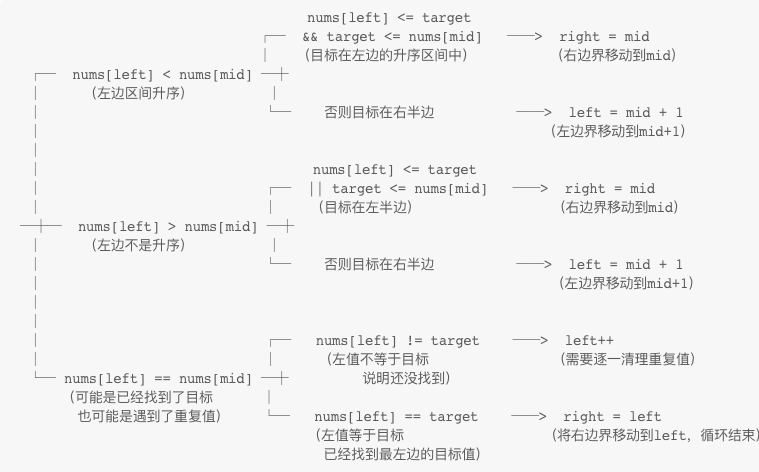 nums[left] <= target
&& target <= nums[mid] ———> right = mid
(目标在左边的升序区间中) (右边界移动到mid)
nums[left] < nums[mid]
(左边区间升序)
否则目标在右半边 ———> left = mid + 1
(左边界移动到mid+1)
nums[left] <= target
|| target <= nums[mid] ———> right = mid
(目标在左半边) (右边界移动到mid)
nums[left] > nums[mid]
(左边不是升序)
否则目标在右半边 ———> left = mid + 1
(左边界移动到mid+1)
nums[left] != target ———> left++
(左值不等于目标 (需要逐一清理重复值)
说明还没找到)
nums[left] == nums[mid]
(可能是已经找到了目标
也可能是遇到了重复值)
nums[left] == target ———> right = left
(左值等于目标 (将右边界移动到left, 循环结束)
已经找到最左边的目标值)